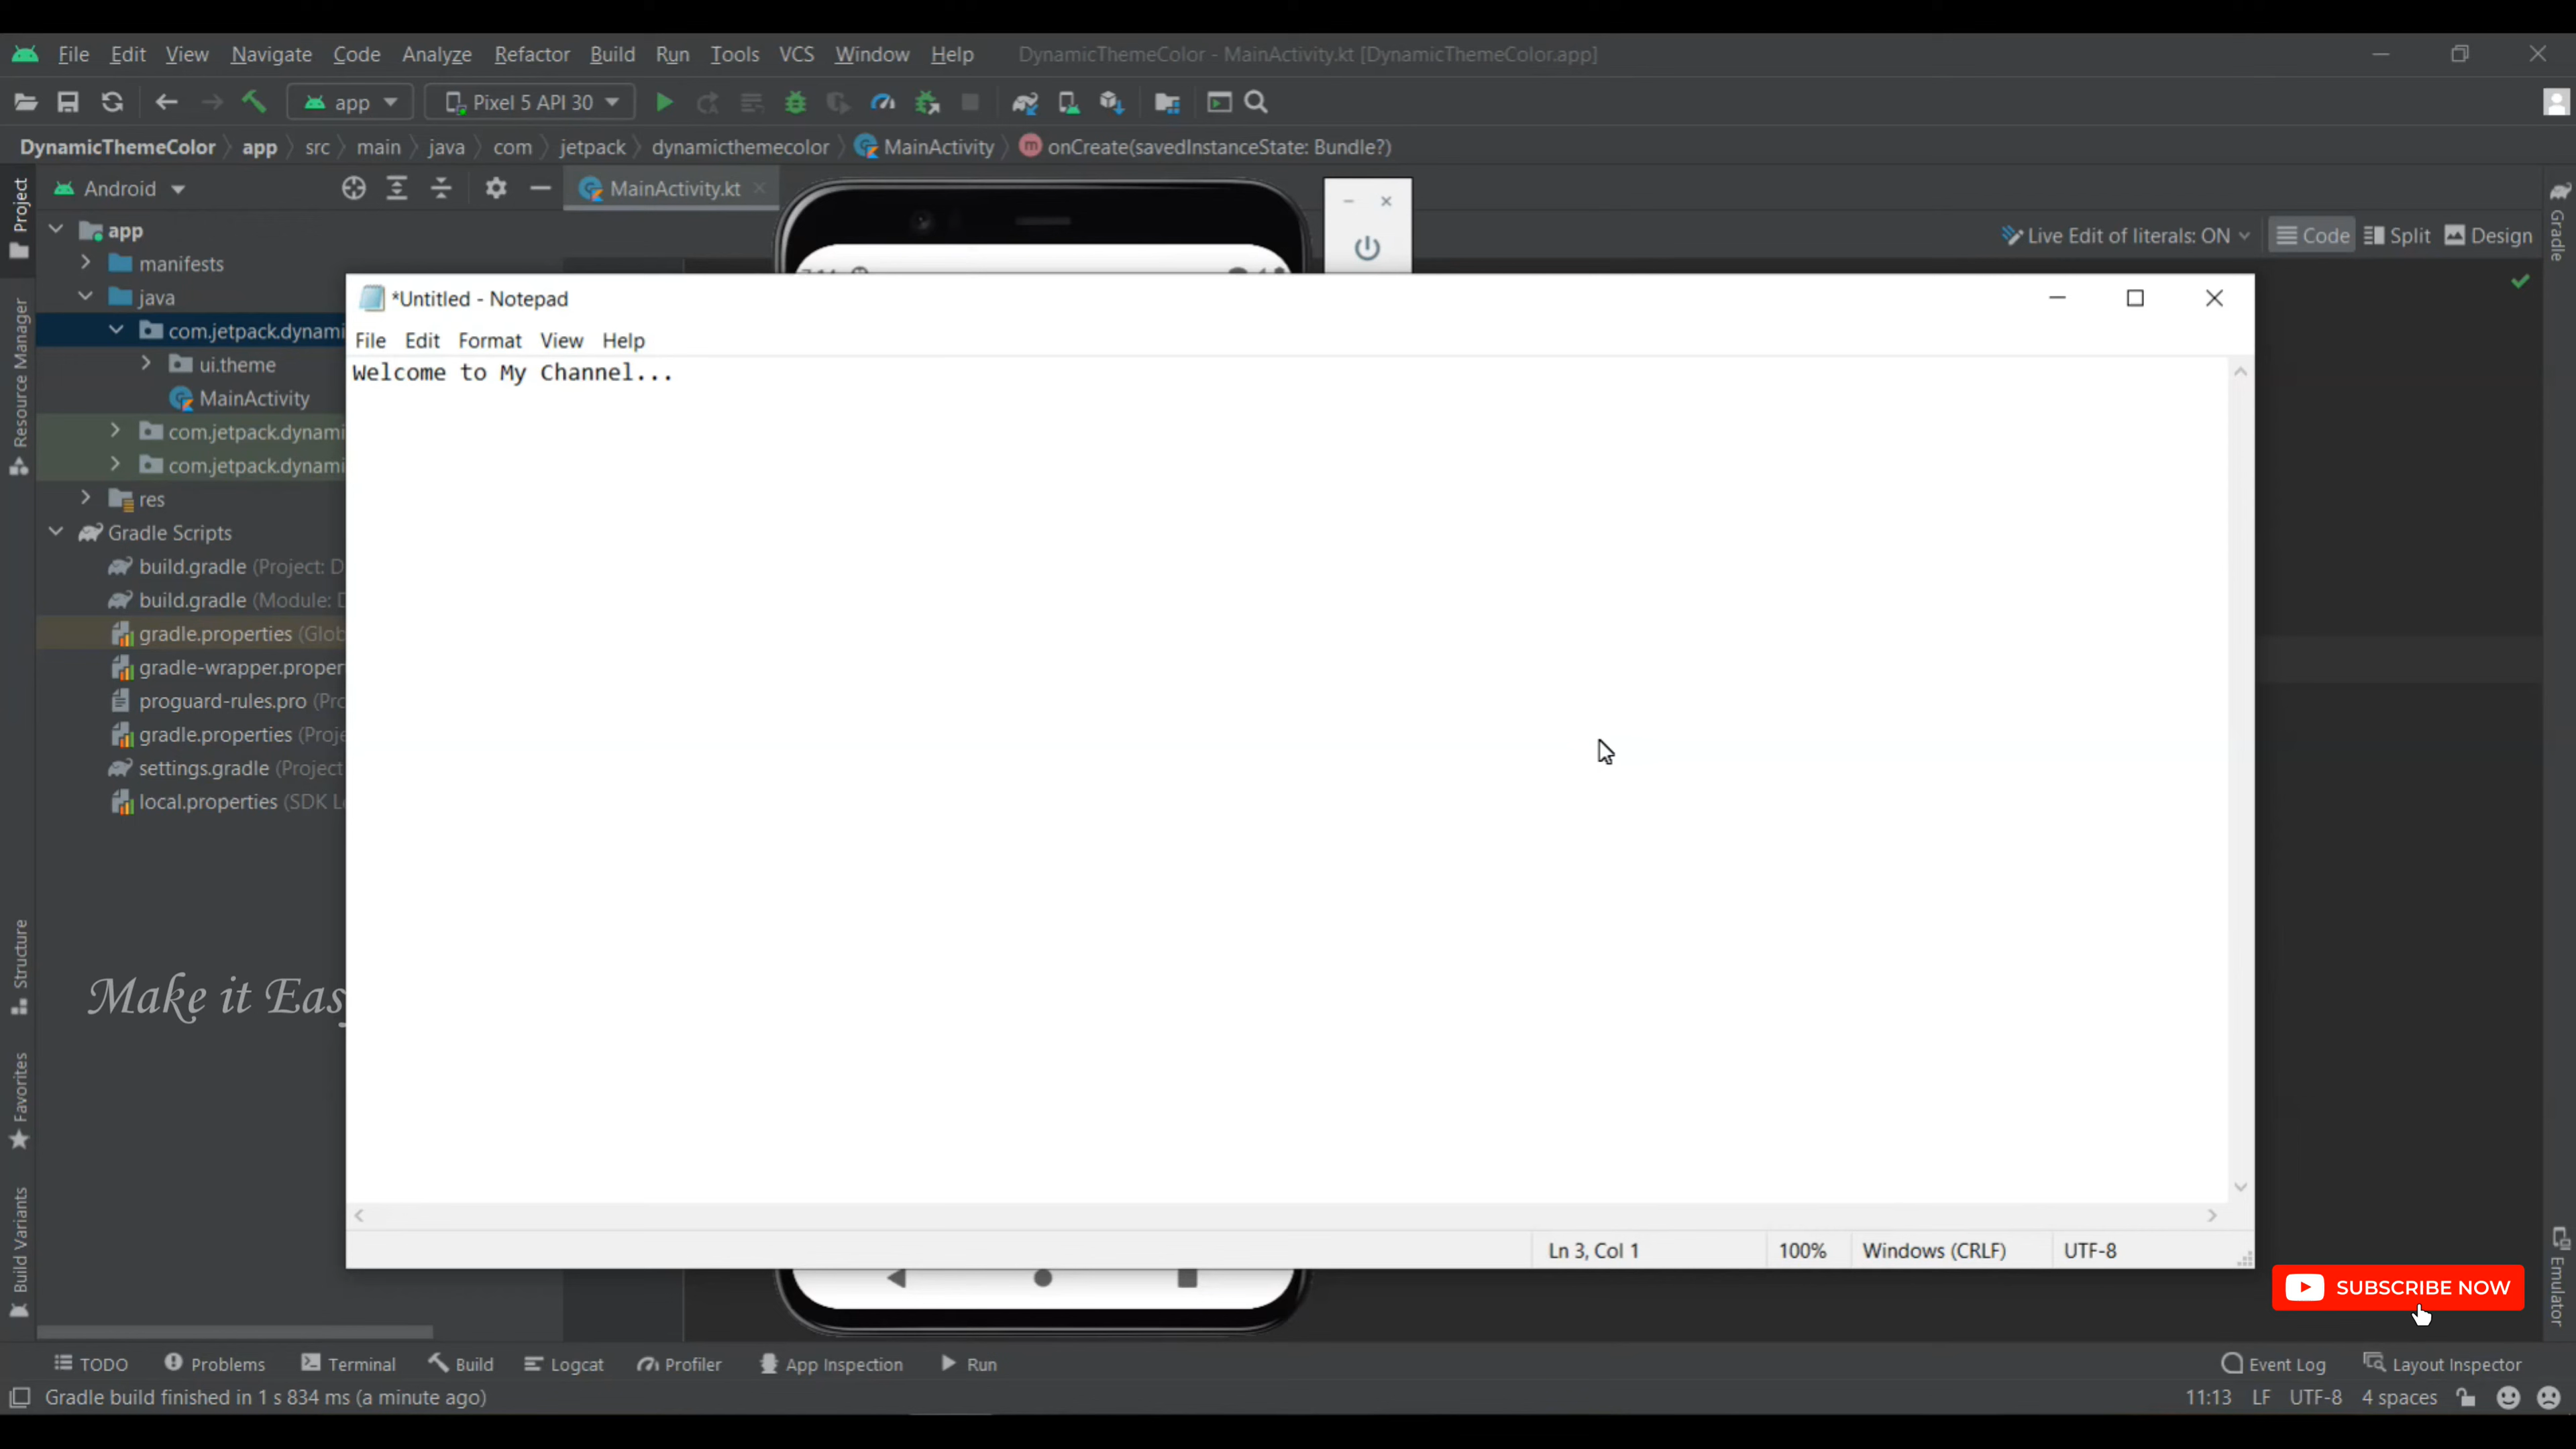 File Edit View Navigate Code Analyze Refactor Build Run Tools VCS Window Help DynamicThemeColor - MainActivity.kt [DynamicThemeColor.app]
app Pixel 5 API 30
DynamicThemeColor app src main java com jetpack dynamicthemecolor MainActivity onCreate(savedInstanceState: Bundle?)
Project
Android
MainActivity.kt
Gradle
app
Live Edit of literals: ON
Code
Split
Design
manifests
java
com.jetpack.dynami
ui.theme
MainActivity
com.jetpack.dynami
com.jetpack.dynami
res
Gradle Scripts
build.gradle (Project: D
build.gradle (Module: D
gradle.properties (Glob
gradle-wrapper.proper
proguard-rules.pro (Pro
gradle.properties (Proje
settings.gradle (Project
local.properties (SDK Lo
Resource Manager
*Untitled - Notepad
File Edit Format View Help
Welcome to My Channel...
Ln 3, Col 1 100% Windows (CRLF) UTF-8
Structure
Make it Easy
Favorites
Build Variants
Emulator
SUBSCRIBE NOW
TODO Problems Terminal Build Logcat Profiler App Inspection Run Event Log Layout Inspector
Gradle build finished in 1 s 834 ms (a minute ago) 11:13 LF UTF-8 4 spaces